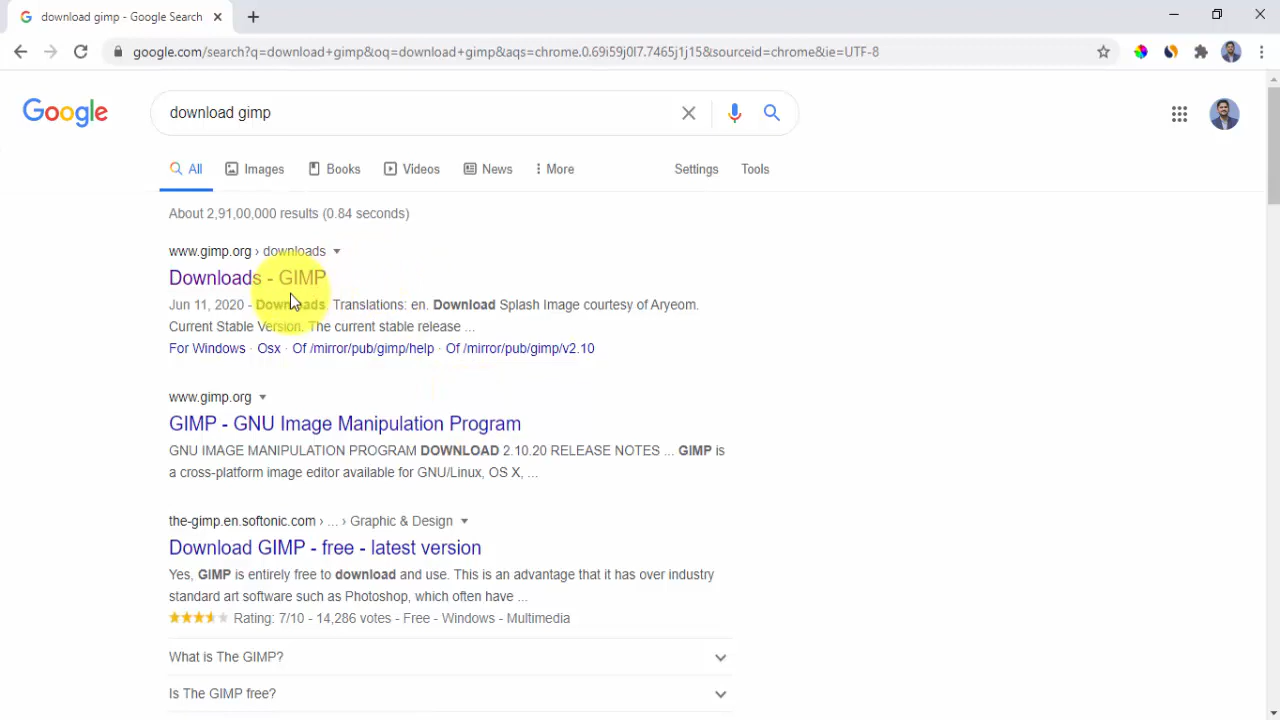 download gimp - Google Search
google.com/search?q=download+gimp&oq=download+gimp&aqs=chrome.0.69i59j0l7.7465j1j15&sourceid=chrome&ie=UTF-8
Google
download gimp
All Images Books Videos News More Settings Tools
About 2,91,00,000 results (0.84 seconds)
www.gimp.org › downloads
Downloads - GIMP
Jun 11, 2020 - Downloads. Translations: en. Download Splash Image courtesy of Aryeom.
Current Stable Version. The current stable release ...
For Windows · Osx · Of /mirror/pub/gimp/help · Of /mirror/pub/gimp/v2.10
www.gimp.org
GIMP - GNU Image Manipulation Program
GNU IMAGE MANIPULATION PROGRAM DOWNLOAD 2.10.20 RELEASE NOTES ... GIMP is
a cross-platform image editor available for GNU/Linux, OS X, ...
the-gimp.en.softonic.com › ... › Graphic & Design
Download GIMP - free - latest version
Yes, GIMP is entirely free to download and use. This is an advantage that it has over industry
standard art software such as Photoshop, which often have ...
Rating: 7/10 - 14,286 votes - Free - Windows - Multimedia
What is The GIMP?
Is The GIMP free?